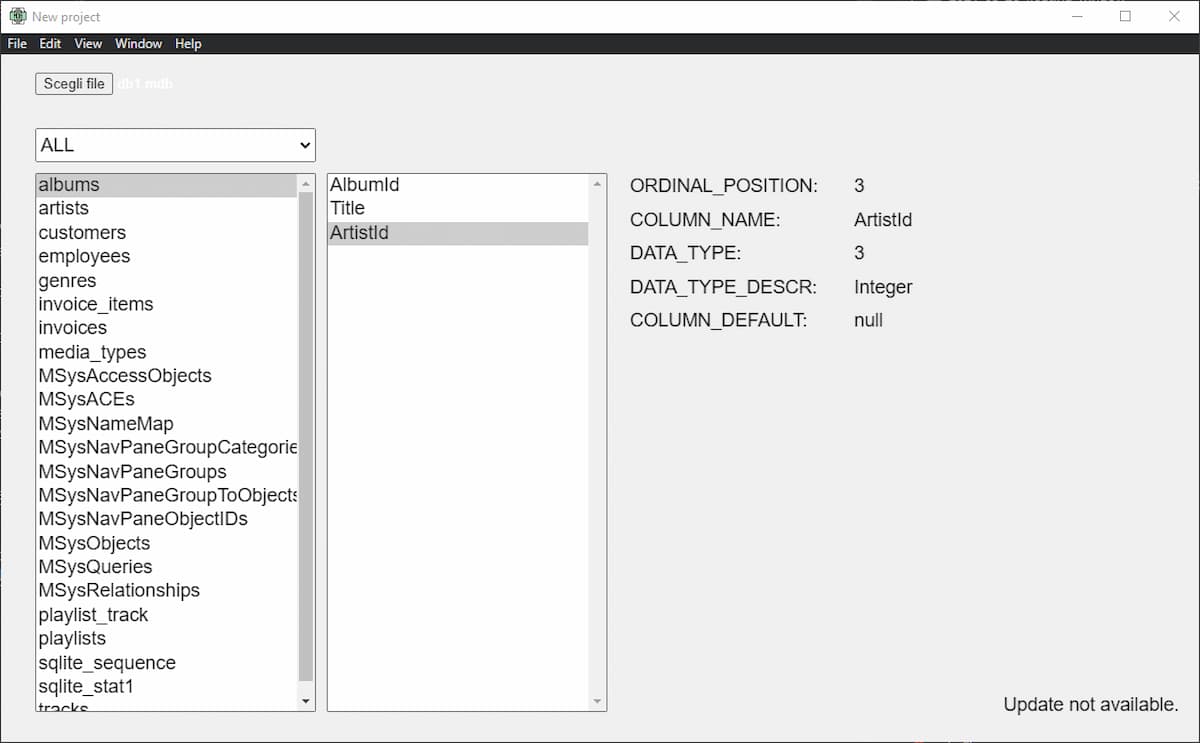 New project
File Edit View Window Help
Scegli file db1.mdb
ALL
albums
artists
customers
employees
genres
invoice_items
invoices
media_types
MSysAccessObjects
MSysACEs
MSysNameMap
MSysNavPaneGroupCategorie
MSysNavPaneGroups
MSysNavPaneGroupToObjects
MSysNavPaneObjectIDs
MSysObjects
MSysQueries
MSysRelationships
playlist_track
playlists
sqlite_sequence
sqlite_stat1
tracks
AlbumId
Title
ArtistId
ORDINAL_POSITION: 3
COLUMN_NAME: ArtistId
DATA_TYPE: 3
DATA_TYPE_DESCR: Integer
COLUMN_DEFAULT: null
Update not available.